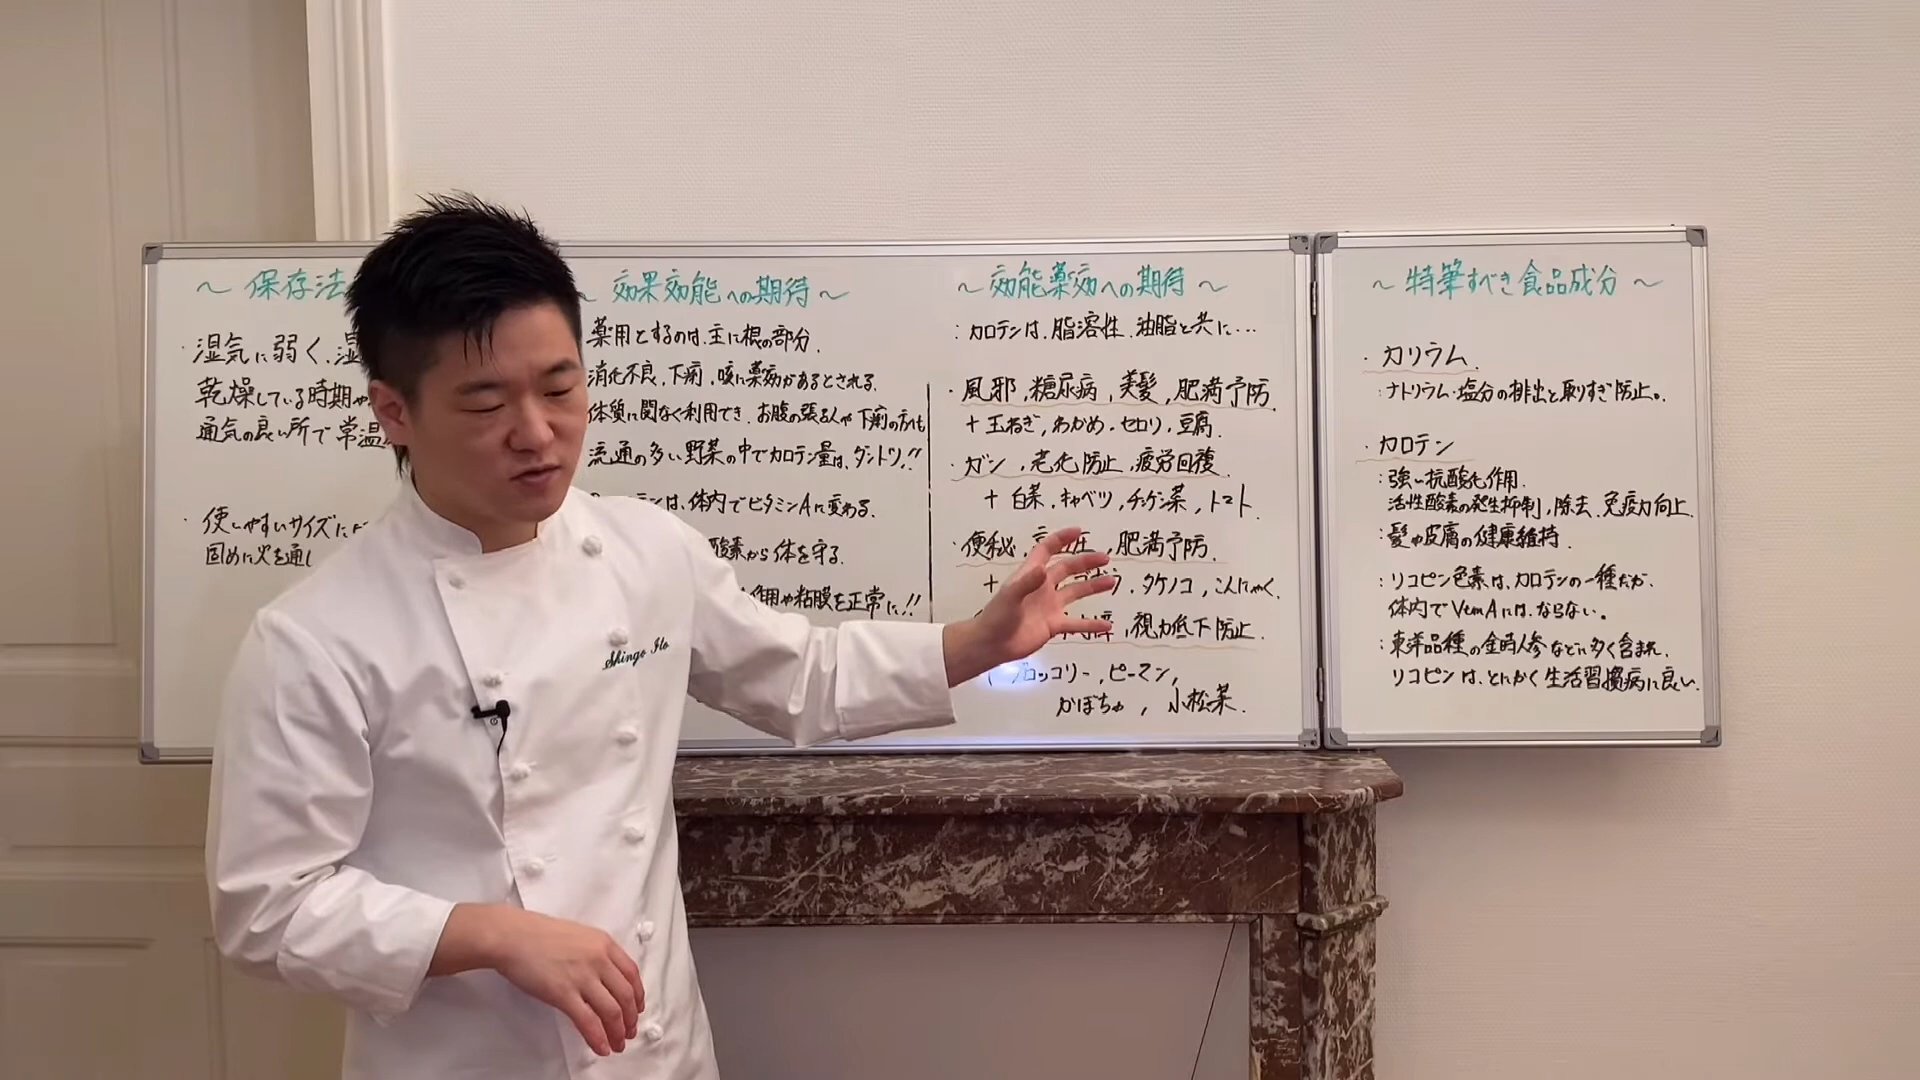 ～ 保存法
湿気に弱く、湿
乾燥している時期や
通気の良い所で常温
使いやすいサイズに
固めに火を通し
～ 効果効能への期待 ～
薬用とするのは、主に根の部分、
消化不良、下痢、咳に薬効があるとされる、
体質に関なく利用でき、お腹の張る人や下痢の方も
流通の多い野菜の中でカロテン量は、ダントツ!!
は、体内でビタミンAに変わる、
酸素から体を守る、
作用や粘膜を正常に!!
～ 効能薬効への期待 ～
：カロテンは、脂溶性、油脂と共に…
・風邪、糖尿病、美髪、肥満予防、
＋玉ねぎ、わかめ、セロリ、豆腐、
・ガン、老化防止、疲労回複
＋白菜、キャベツ、チンゲン菜、トマト、
・便秘、高血圧、肥満予防、
＋ タケノコ、こんにゃく、
視力低下防止、
ブロッコリー、ピーマン、
かぼちゃ、小松菜、
～ 特筆すべき食品成分 ～
・カリウム、
：ナトリウム・塩分の排出と取りすぎ防止。
・カロテン
：強い抗酸化作用、
活性酸素の発生抑制、除去、免疫力向上、
：髪や皮膚の健康維持、
：リコピン色素は、カロテンの一種だが、
体内でVitamAには、ならない。
：東洋品種の金時人参などに多く含まれ、
リコピンは、とにかく生活習慣病に良い、
Shingo Ito